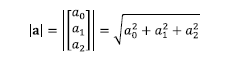 |a| = |[a₀ a₁ a₂]| = √(a₀² + a₁² + a₂²)